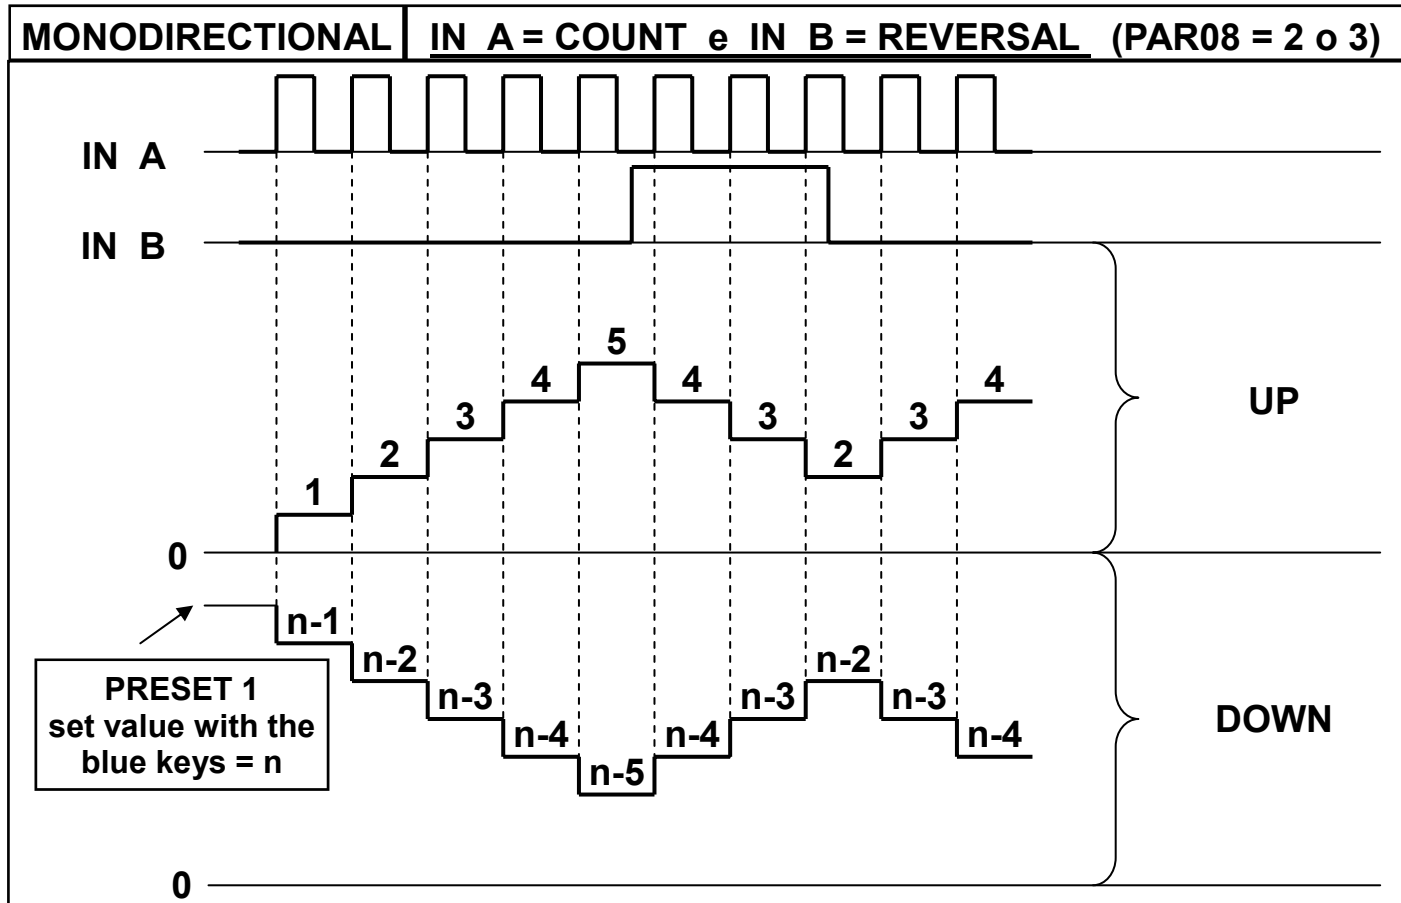 MONODIRECTIONAL IN A = COUNT e IN B = REVERSAL (PAR08 = 2 o 3)
IN A
IN B
1 2 3 4 5 4 3 2 3 4
UP
0
n-1 n-2 n-3 n-4 n-5 n-4 n-3 n-2 n-3 n-4
PRESET 1
set value with the
blue keys = n
DOWN
0